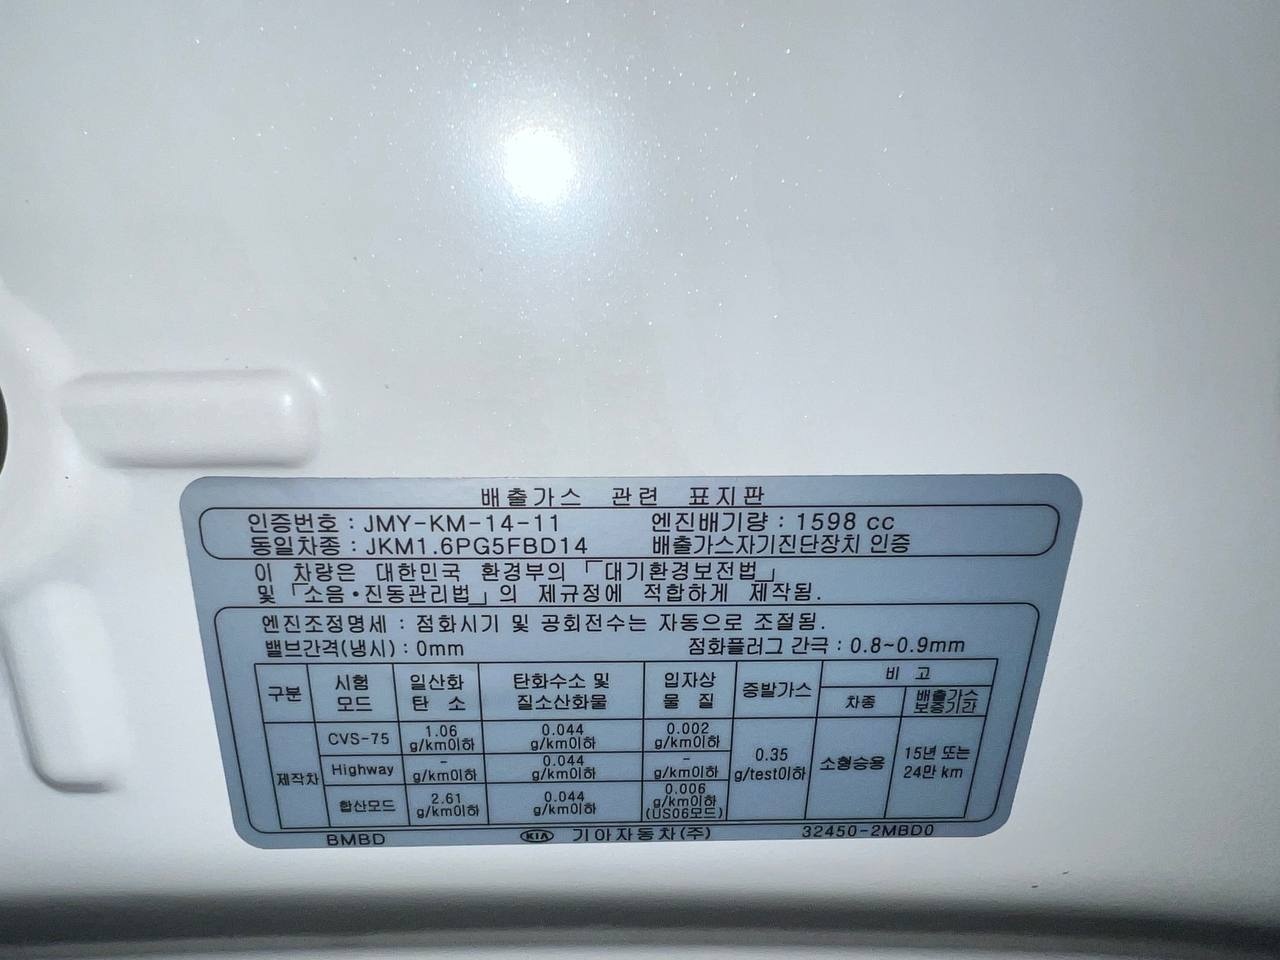 배출가스 관련 표지판
인증번호 : JMY-KM-14-11 엔진배기량 : 1598 cc
동일차종 : JKM1.6PG5FBD14 배출가스자기진단장치 인증
이 차량은 대한민국 환경부의 「대기환경보전법」
및 「소음·진동관리법」의 제규정에 적합하게 제작됨.
엔진조정명세 : 점화시기 및 공회전수는 자동으로 조절됨.
밸브간격(냉시) : 0mm 점화플러그 간극 : 0.8~0.9mm
구분 시험 모드 일산화 탄소 탄화수소 및 질소산화물 입자상 물질 증발가스 비고
차종 배출가스 보증기간
제작차 CVS-75 1.06 g/km이하 0.044 g/km이하 0.002 g/km이하 0.35 g/test이하 소형승용 15년 또는 24만 km
Highway - g/km이하 0.044 g/km이하 - g/km이하
합산모드 2.61 g/km이하 0.044 g/km이하 0.006 g/km이하 (US06모드)
BMBD KIA 기아자동차(주) 32450-2MBD0